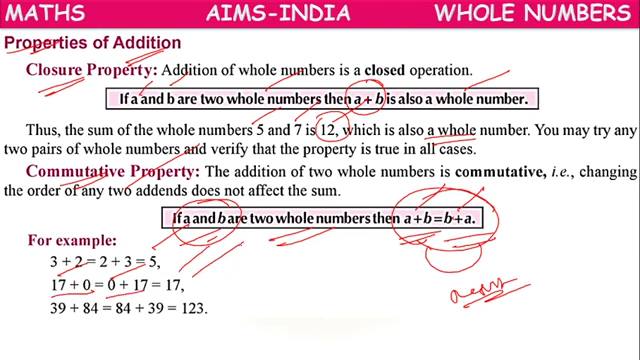 MATHS AIMS-INDIA WHOLE NUMBERS
Properties of Addition
Closure Property: Addition of whole numbers is a closed operation.
If a and b are two whole numbers then a + b is also a whole number.
Thus, the sum of the whole numbers 5 and 7 is 12, which is also a whole number. You may try any
two pairs of whole numbers and verify that the property is true in all cases.
Commutative Property: The addition of two whole numbers is commutative, i.e., changing
the order of any two addends does not affect the sum.
If a and b are two whole numbers then a + b = b + a.
For example:
3 + 2 = 2 + 3 = 5,
17 + 0 = 0 + 17 = 17,
39 + 84 = 84 + 39 = 123.